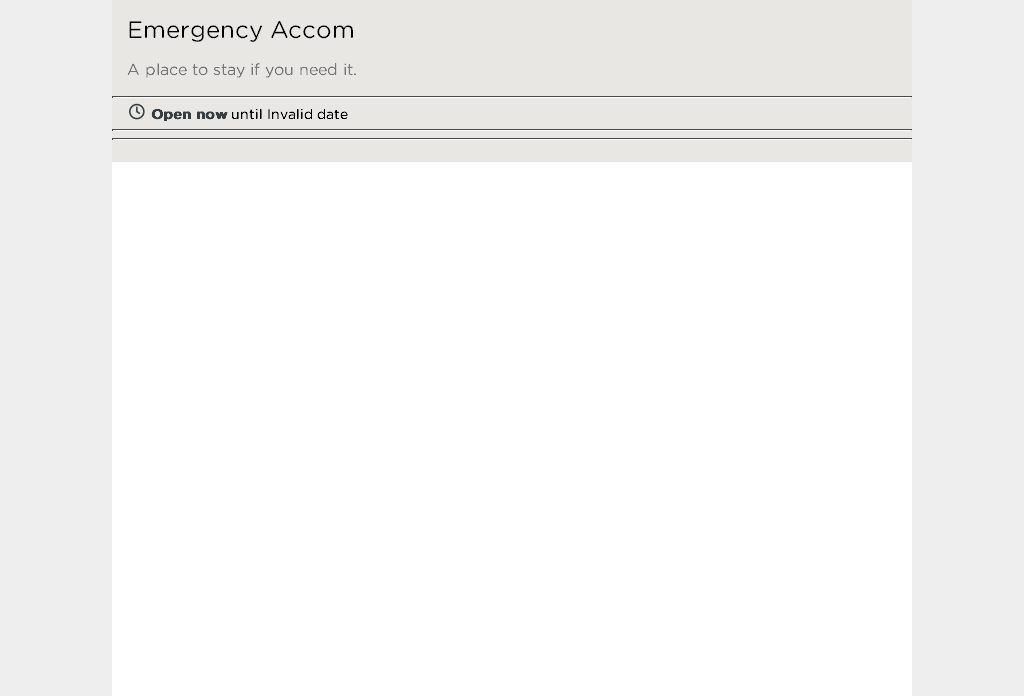 Emergency Accom
A place to stay if you need it.
Open now until Invalid date